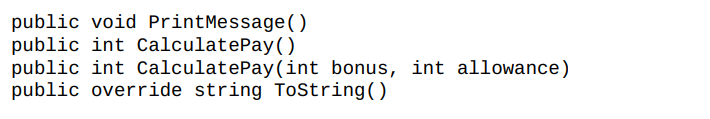 public void PrintMessage()
public int CalculatePay()
public int CalculatePay(int bonus, int allowance)
public override string ToString()